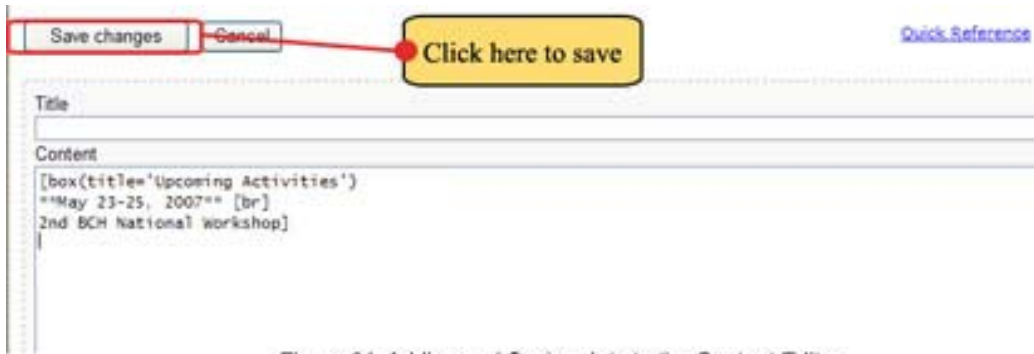 Save changes Cancel Click here to save Quick Reference
Title
Content
[box(title='Upcoming Activities')
**May 23-25, 2007** [br]
2nd BCH National Workshop]